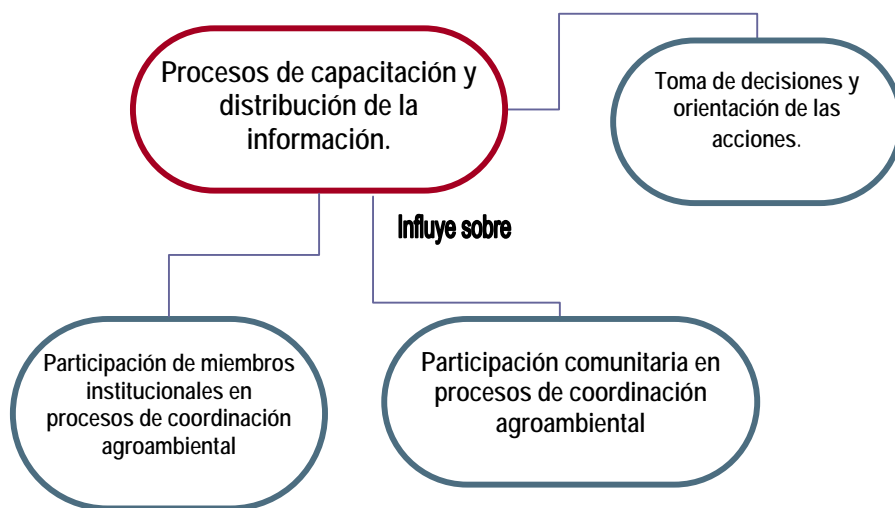 Procesos de capacitación y
distribución de la
información.
Toma de decisiones y
orientación de las
acciones.
Influye sobre
Participación de miembros
institucionales en
procesos de coordinación
agroambiental
Participación comunitaria en
procesos de coordinación
agroambiental